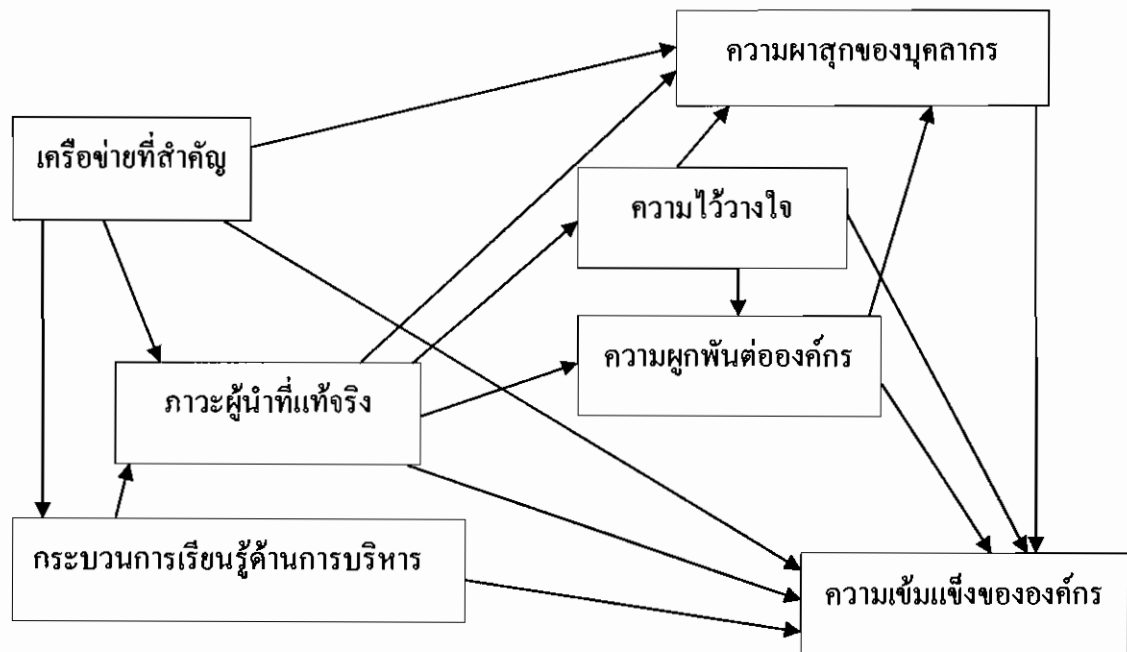 ความผาสุกของบุคลากร
เครือข่ายที่สำคัญ
ความไว้วางใจ
ความผูกพันต่อองค์กร
ภาวะผู้นำที่แท้จริง
กระบวนการเรียนรู้ด้านการบริหาร
ความเข้มแข็งขององค์กร